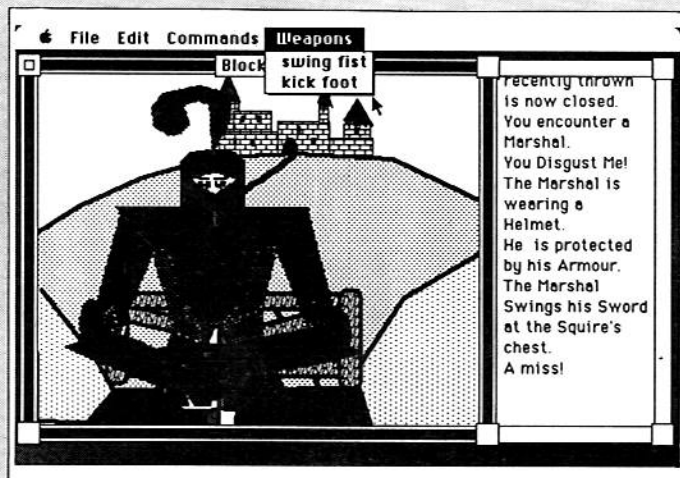 File Edit Commands Weapons
swing fist
kick foot
Block
recently thrown
is now closed.
You encounter a
Marshal.
You Disgust Me!
The Marshal is
wearing a
Helmet.
He is protected
by his Armour.
The Marshal
Swings his Sword
at the Squire's
chest.
A miss!